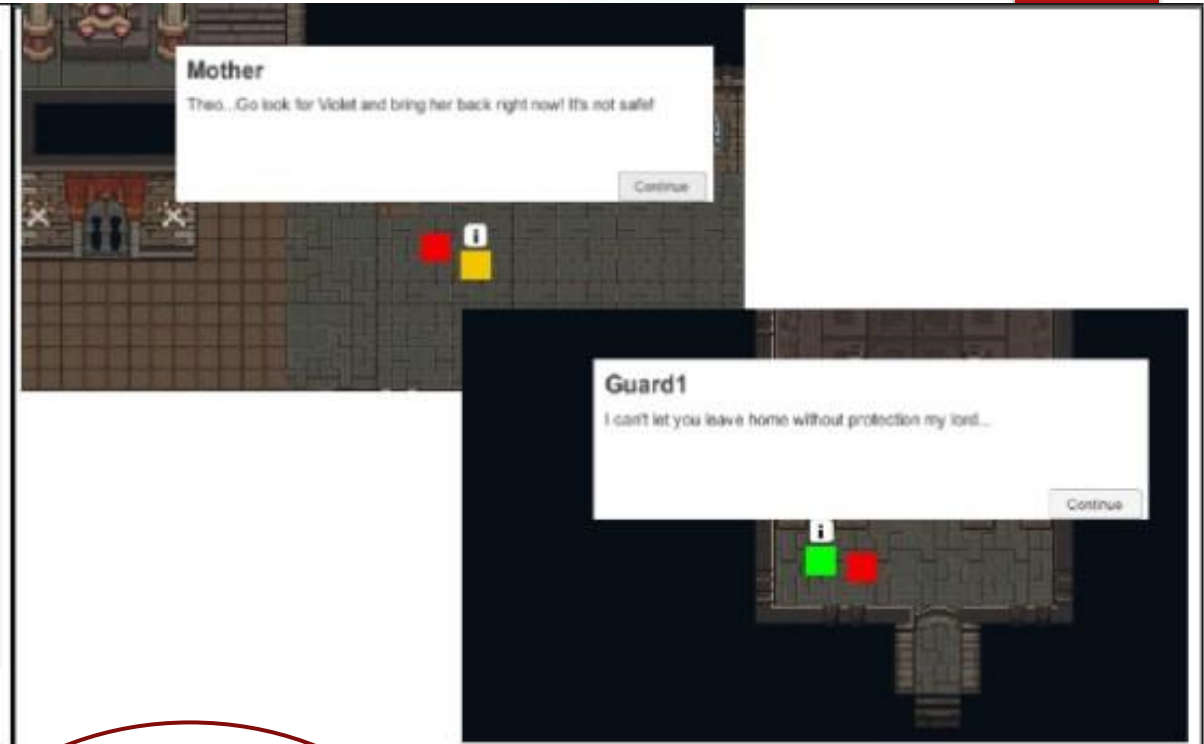 Mother
Theo...Go look for Violet and bring her back right now! It's not safe!
Continue
i
Guard1
I can't let you leave home without protection my lord...
Continue
i